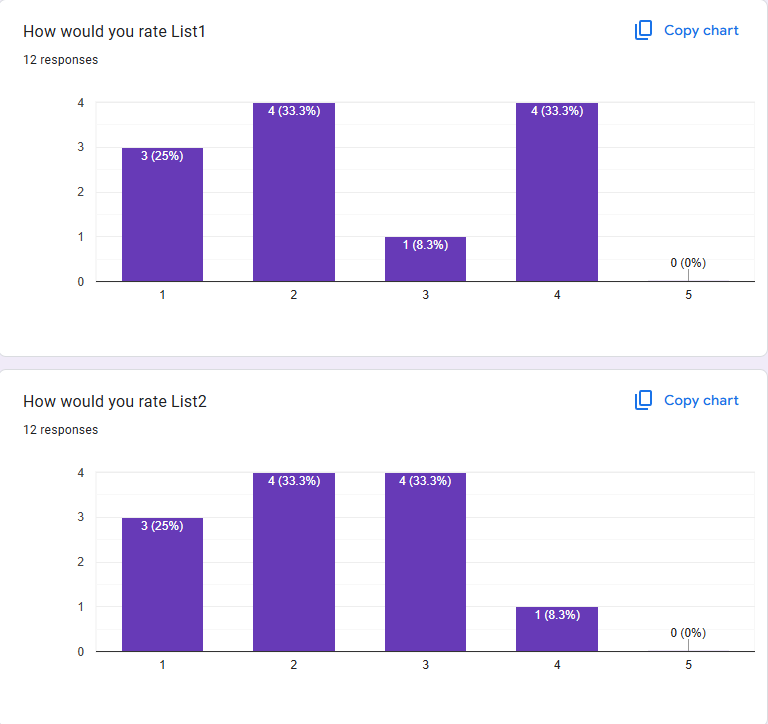 How would you rate List1
Copy chart
12 responses
4
3
2
1
0
3 (25%)
4 (33.3%)
1 (8.3%)
4 (33.3%)
0 (0%)
1 2 3 4 5
How would you rate List2
Copy chart
12 responses
4
3
2
1
0
3 (25%)
4 (33.3%)
4 (33.3%)
1 (8.3%)
0 (0%)
1 2 3 4 5